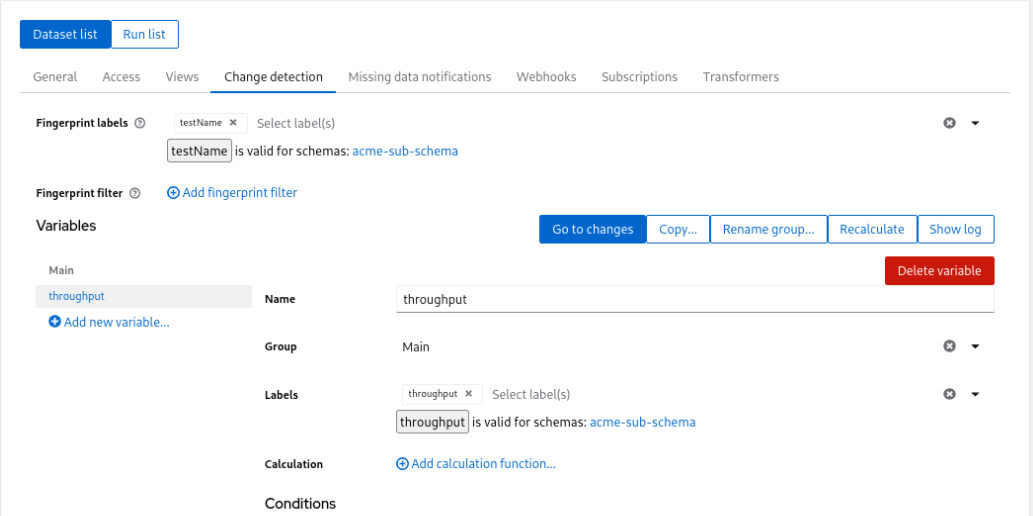 Dataset list Run list
General Access Views Change detection Missing data notifications Webhooks Subscriptions Transformers
Fingerprint labels testName Select label(s)
testName is valid for schemas: acme-sub-schema
Fingerprint filter Add fingerprint filter
Variables Go to changes Copy... Rename group... Recalculate Show log
Main Delete variable
throughput Name throughput
Add new variable...
Group Main
Labels throughput Select label(s)
throughput is valid for schemas: acme-sub-schema
Calculation Add calculation function...
Conditions